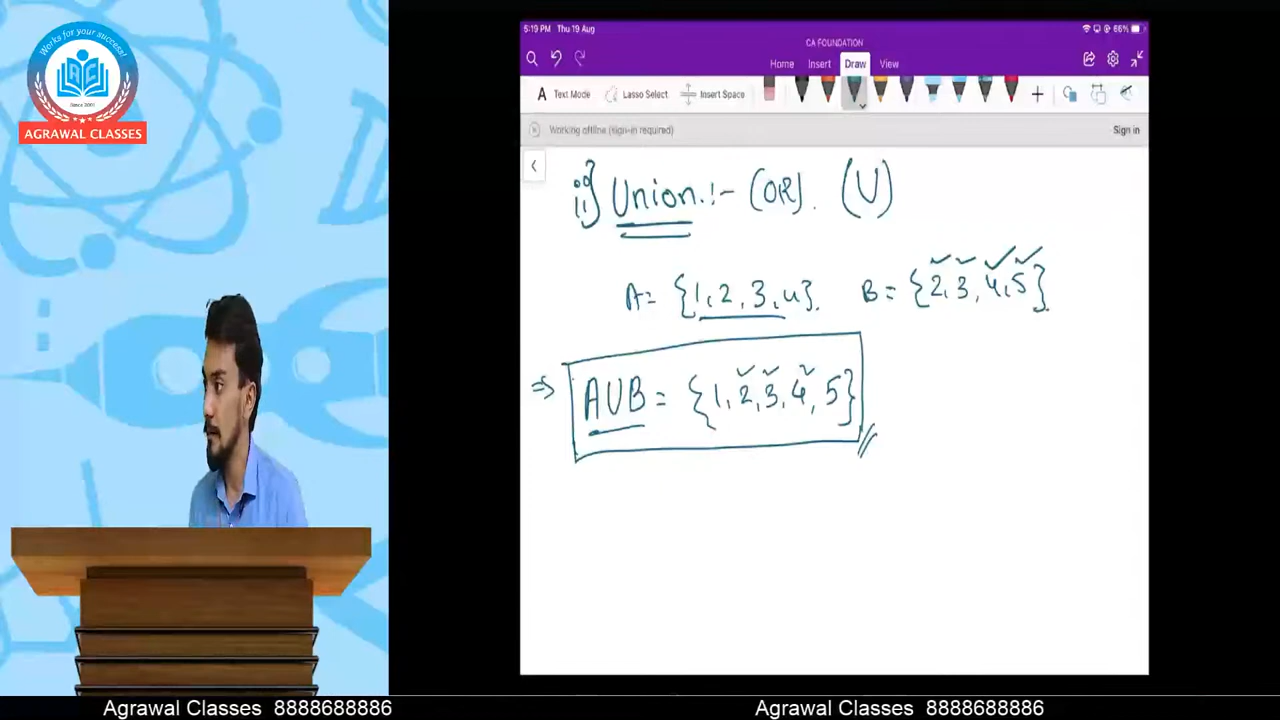 Works for your success!
AE
Since 2001
AGRAWAL CLASSES
5:19 PM Thu 19 Aug
66%
CA FOUNDATION
Home Insert Draw View
A Text Mode Lasso Select Insert Space
Working offline (sign-in required) Sign in
ii} Union :- (OR). (U)
A = {1, 2, 3, 4}. B = {2, 3, 4, 5}.
⇒ AUB = {1, 2, 3, 4, 5}
Agrawal Classes 8888688886 Agrawal Classes 8888688886